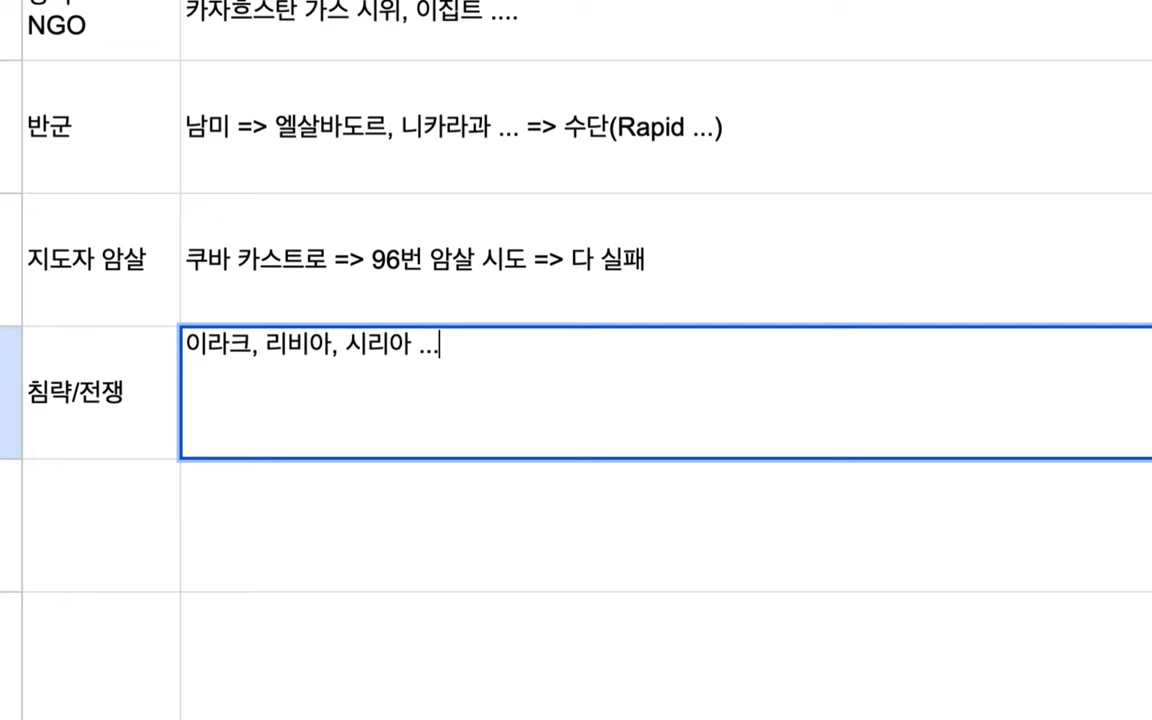 카자흐스탄 가스 시위, 이집트 ....
NGO
반군
남미 => 엘살바도르, 니카라과 ... => 수단(Rapid ...)
지도자 암살
쿠바 카스트로 => 96번 암살 시도 => 다 실패
이라크, 리비아, 시리아 ...
침략/전쟁